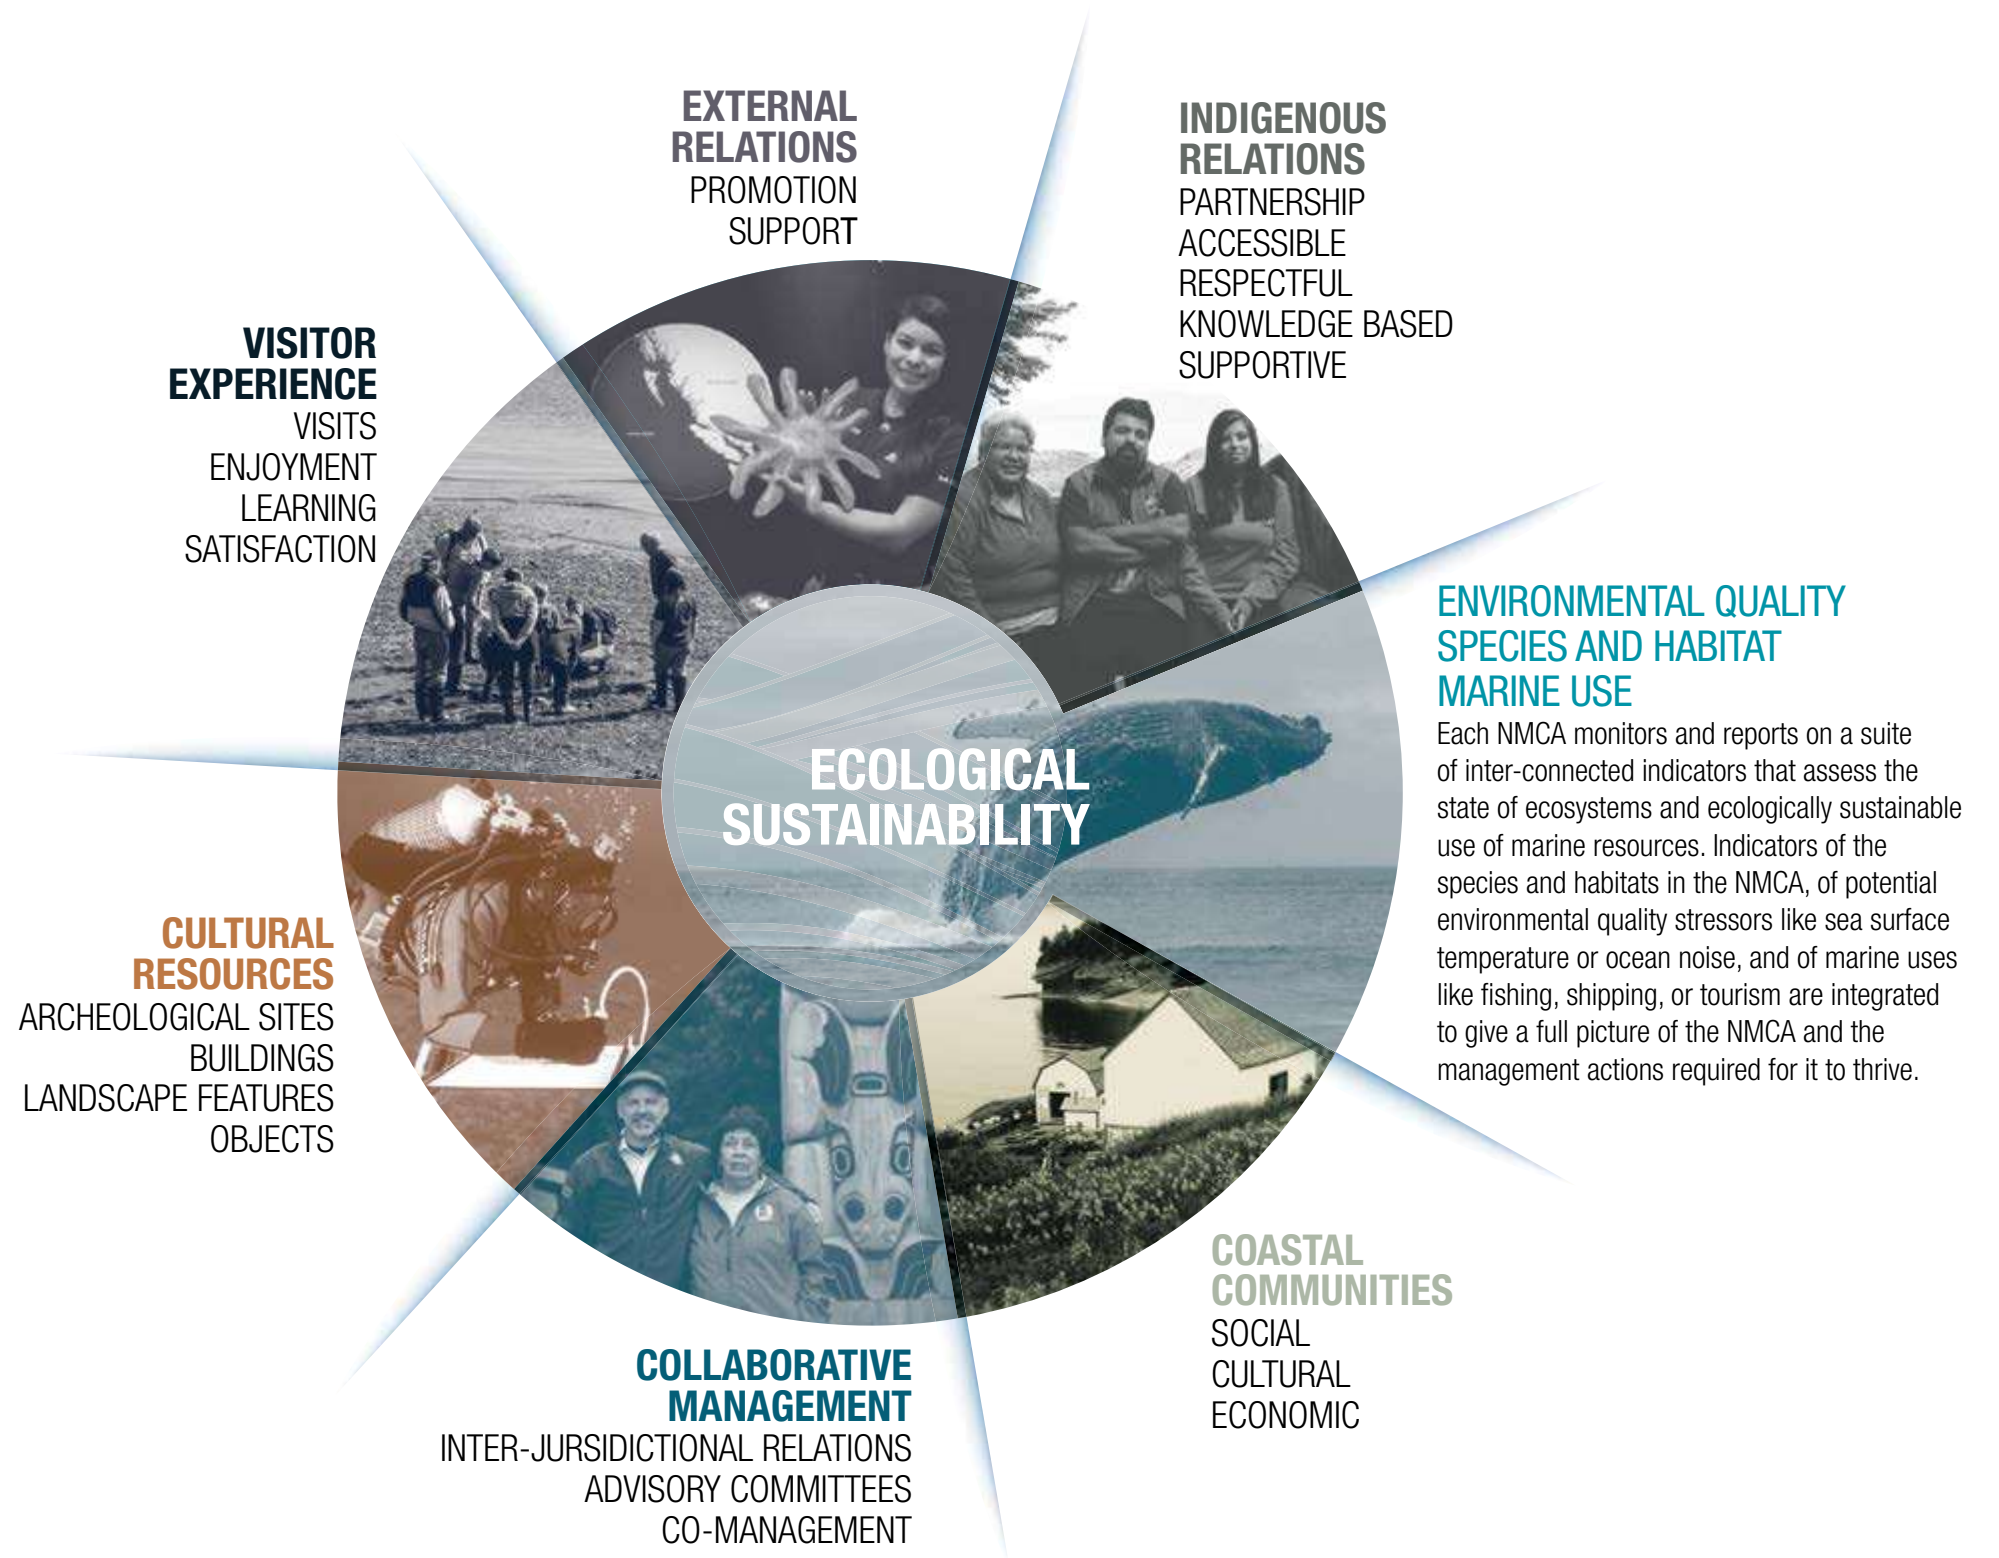 EXTERNAL
RELATIONS
PROMOTION
SUPPORT
INDIGENOUS
RELATIONS
PARTNERSHIP
ACCESSIBLE
RESPECTFUL
KNOWLEDGE BASED
SUPPORTIVE
VISITOR
EXPERIENCE
VISITS
ENJOYMENT
LEARNING
SATISFACTION
ENVIRONMENTAL QUALITY
SPECIES AND HABITAT
MARINE USE
Each NMCA monitors and reports on a suite
of inter-connected indicators that assess the
state of ecosystems and ecologically sustainable
use of marine resources. Indicators of the
species and habitats in the NMCA, of potential
environmental quality stressors like sea surface
temperature or ocean noise, and of marine uses
like fishing, shipping, or tourism are integrated
to give a full picture of the NMCA and the
management actions required for it to thrive.
ECOLOGICAL
SUSTAINABILITY
CULTURAL
RESOURCES
ARCHEOLOGICAL SITES
BUILDINGS
LANDSCAPE FEATURES
OBJECTS
COASTAL
COMMUNITIES
SOCIAL
CULTURAL
ECONOMIC
COLLABORATIVE
MANAGEMENT
INTER-JURSIDICTIONAL RELATIONS
ADVISORY COMMITTEES
CO-MANAGEMENT